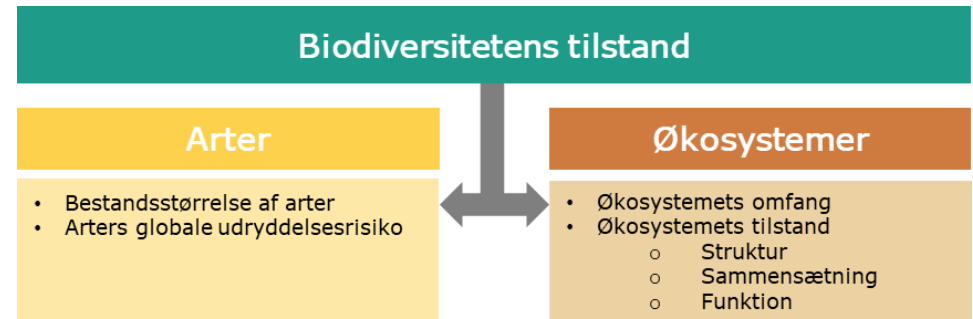 Biodiversitetens tilstand
Arter
• Bestandsstørrelse af arter
• Arters globale udryddelsesrisiko
Økosystemer
• Økosystemets omfang
• Økosystemets tilstand
o Struktur
o Sammensætning
o Funktion